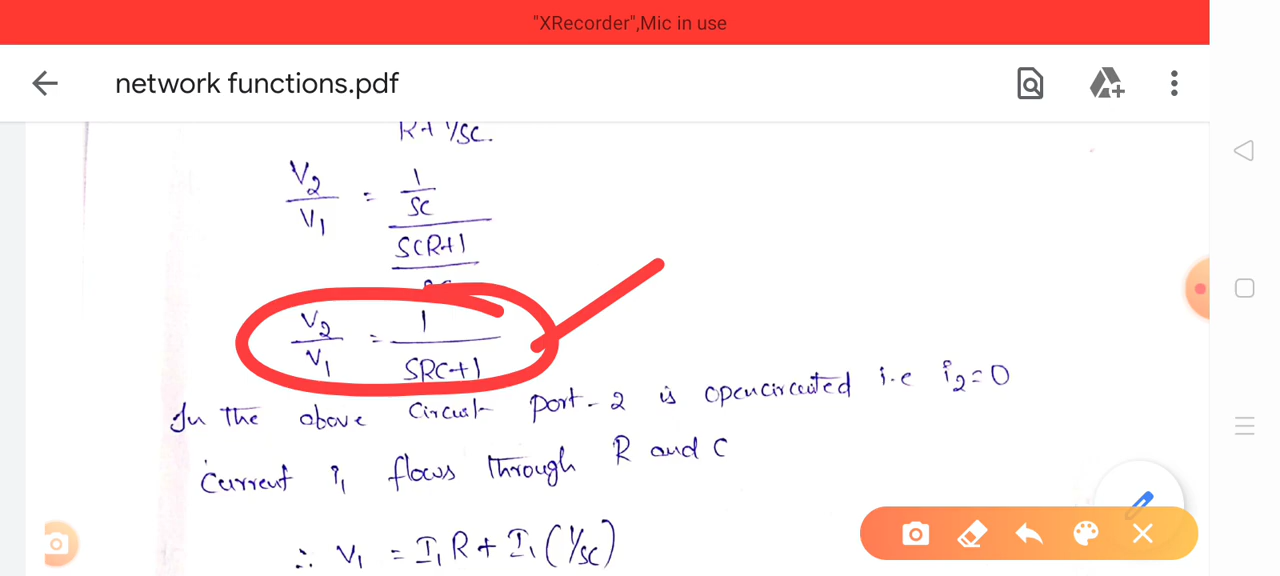 "XRecorder",Mic in use
network functions.pdf
R+ 1/SC.
V2/V1 = (1/SC)/((SCR+1)/SC)
V2/V1 = 1/(SRC+1)
In the above circuit port-2 is opencircuited i.e i2=0
current i1 flows through R and C
∴ V1 = I1R + I1(1/SC)